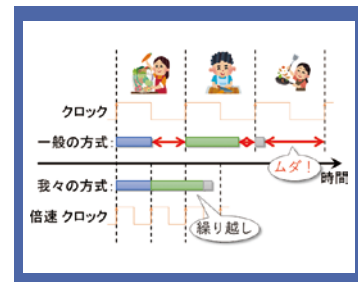 クロック
一般の方式:
ムダ!
時間
我々の方式:
倍速 クロック
繰り越し